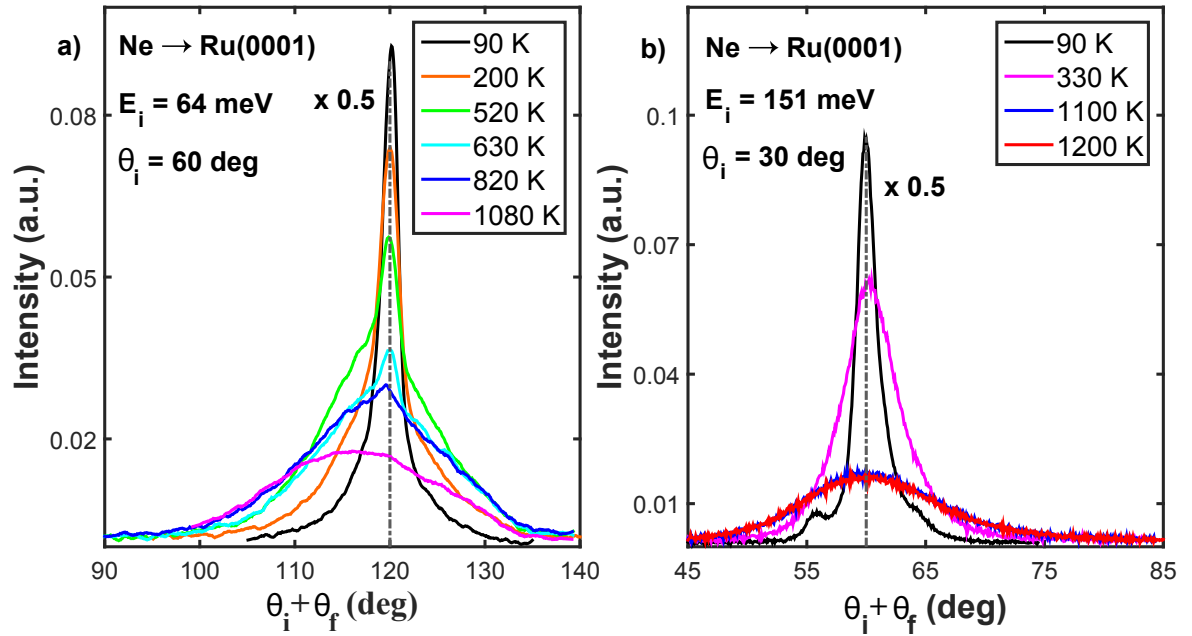 a)
Ne → Ru(0001)
E_i = 64 meV
θ_i = 60 deg
x 0.5
90 K
200 K
520 K
630 K
820 K
1080 K
Intensity (a.u.)
0.08
0.05
0.02
90 100 110 120 130 140
θ_i+θ_f (deg)
b)
Ne → Ru(0001)
E_i = 151 meV
θ_i = 30 deg
x 0.5
90 K
330 K
1100 K
1200 K
Intensity (a.u.)
0.1
0.07
0.04
0.01
45 55 65 75 85
θ_i+θ_f (deg)